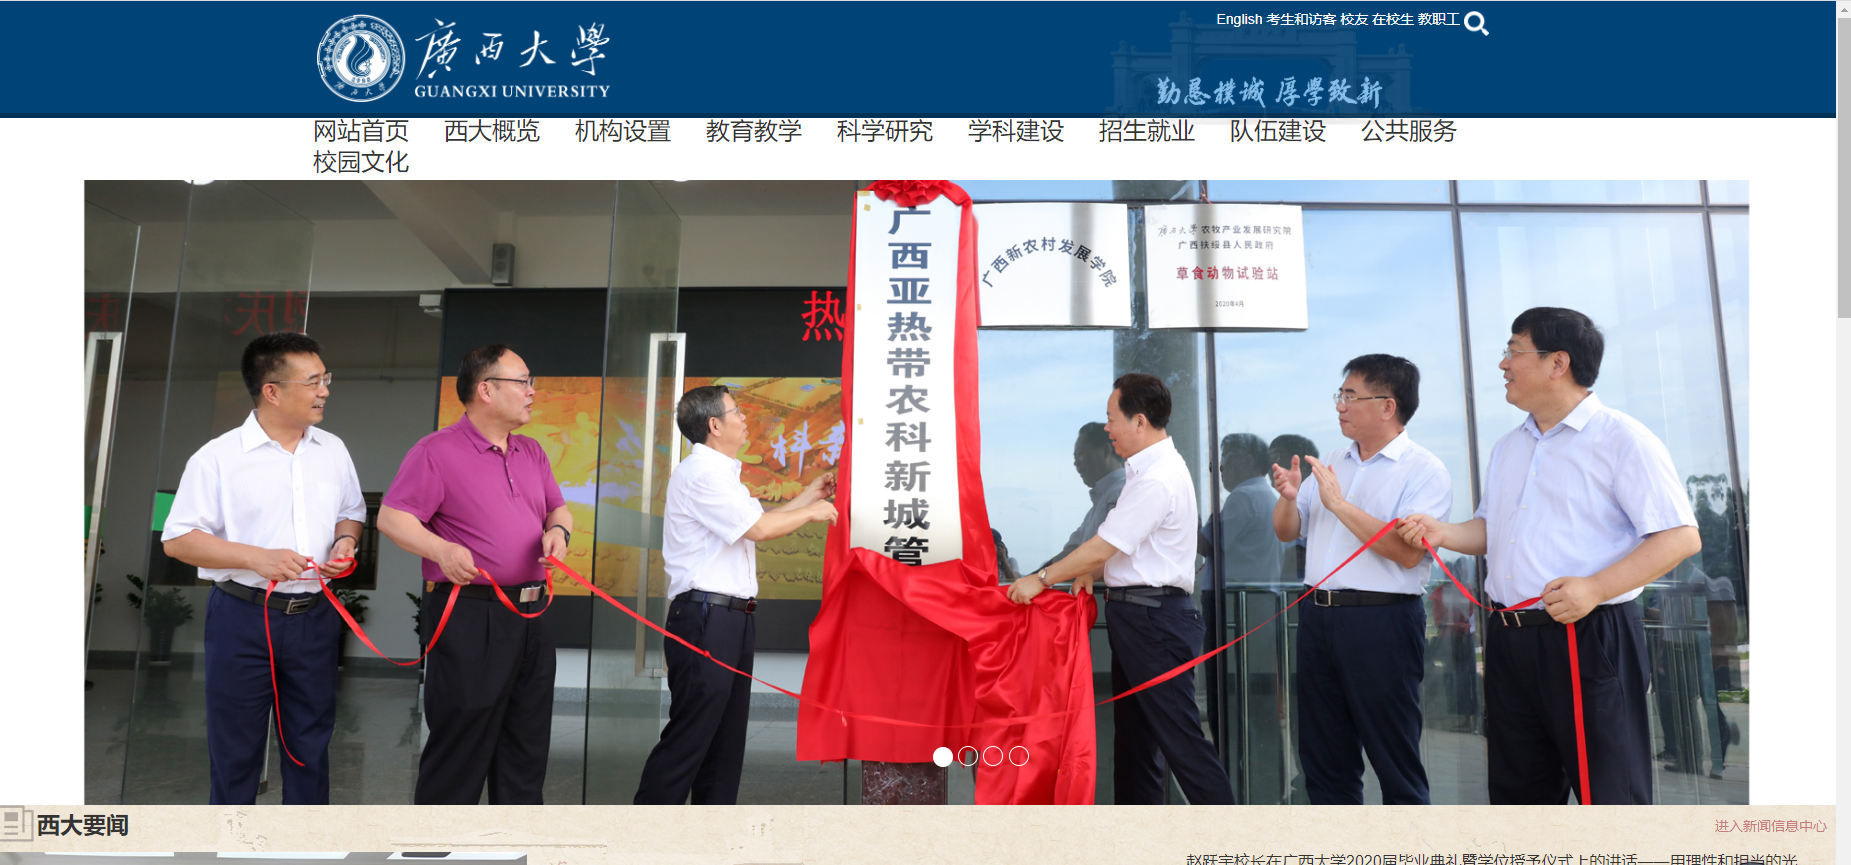 廣西大學
GUANGXI UNIVERSITY
English 考生和访客 校友 在校生 教职工
勤恳樸诚 厚學致新
网站首页 西大概览 机构设置 教育教学 科学研究 学科建设 招生就业 队伍建设 公共服务
校园文化
广西亚热带农科新城管
广西新农村发展学院
廣西大學 农牧产业发展研究院
广西扶绥县人民政府
草食动物试验站
2020年4月
热
科新
西大要闻
进入新闻信息中心
赵跃宇校长在广西大学2020届毕业典礼暨学位授予仪式上的讲话——用理性和担当的光